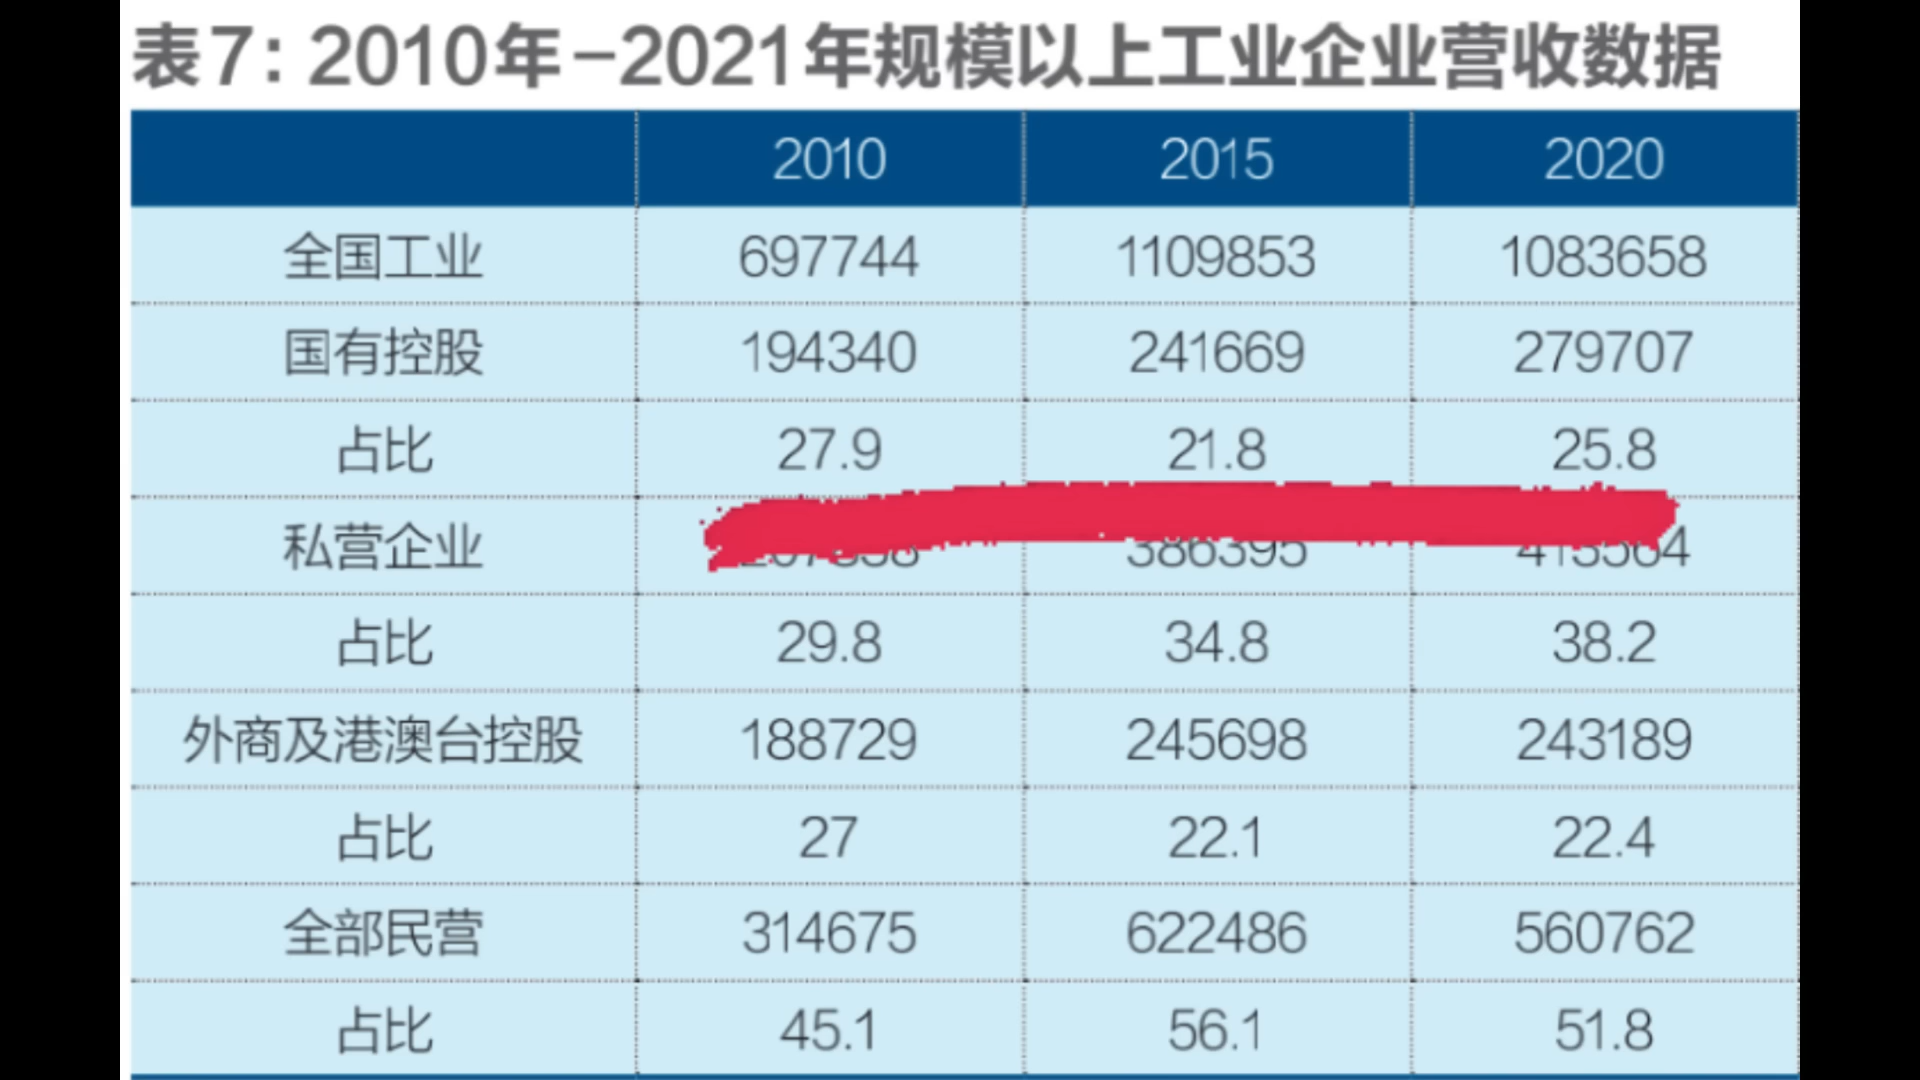 表7：2010年-2021年规模以上工业企业营收数据
2010 2015 2020
全国工业 697744 1109853 1083658
国有控股 194340 241669 279707
占比 27.9 21.8 25.8
私营企业 386395
占比 29.8 34.8 38.2
外商及港澳台控股 188729 245698 243189
占比 27 22.1 22.4
全部民营 314675 622486 560762
占比 45.1 56.1 51.8